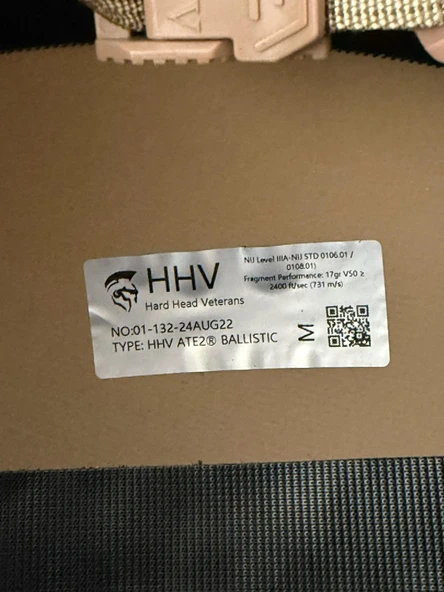 ATE
HHV
Hard Head Veterans
NIJ Level IIIA-NIJ STD 0106.01 /
0108.01)
Fragment Performance: 17gr V50 ≥
2400 ft/sec (731 m/s)
NO:01-132-24AUG22
TYPE: HHV ATE2® BALLISTIC
M